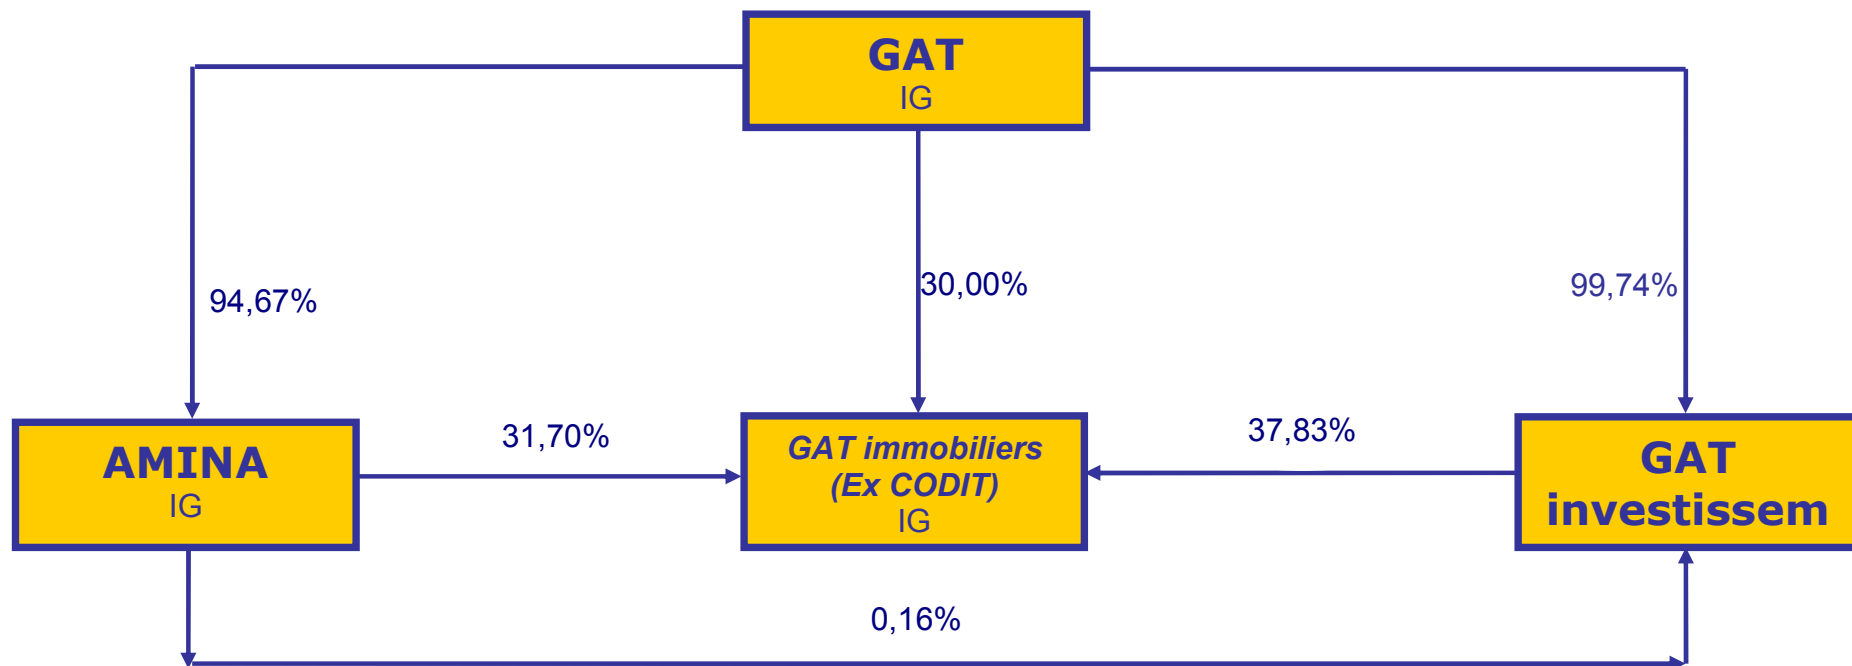 GAT
IG
94,67%
30,00%
99,74%
AMINA
IG
31,70%
GAT immobiliers
(Ex CODIT)
IG
37,83%
GAT
investissem
0,16%